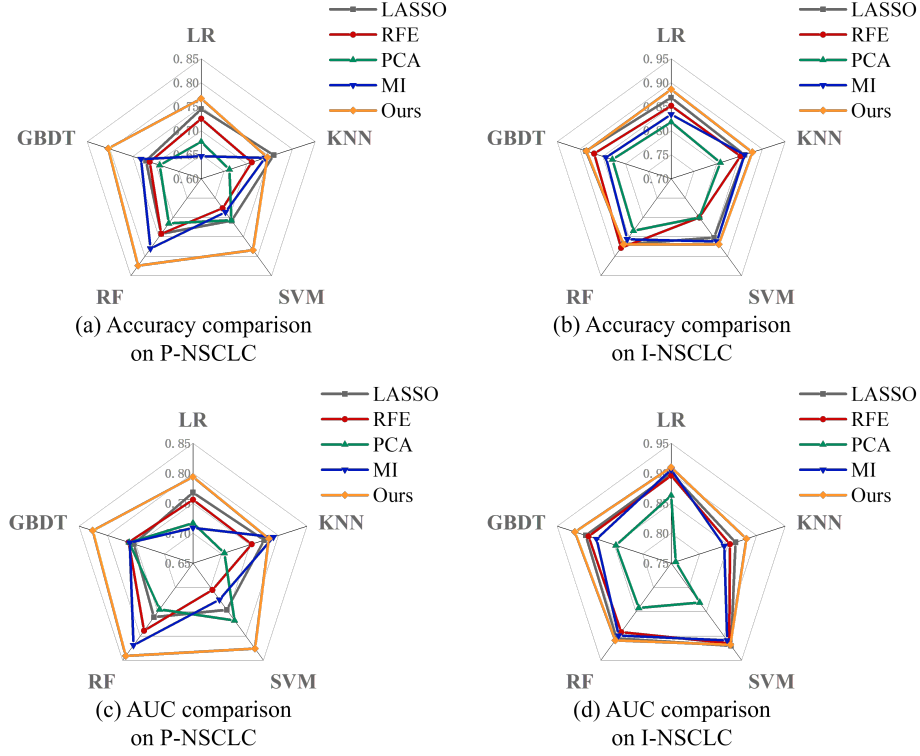 LASSO
RFE
PCA
MI
Ours
LR
0.85
0.80
0.75
0.70
0.65
0.60
KNN
SVM
RF
GBDT
(a) Accuracy comparison
on P-NSCLC
LASSO
RFE
PCA
MI
Ours
LR
0.95
0.90
0.85
0.80
0.75
0.70
KNN
SVM
RF
GBDT
(b) Accuracy comparison
on I-NSCLC
LASSO
RFE
PCA
MI
Ours
LR
0.85
0.80
0.75
0.70
0.65
KNN
SVM
RF
GBDT
(c) AUC comparison
on P-NSCLC
LASSO
RFE
PCA
MI
Ours
LR
0.95
0.90
0.85
0.80
0.75
KNN
SVM
RF
GBDT
(d) AUC comparison
on I-NSCLC